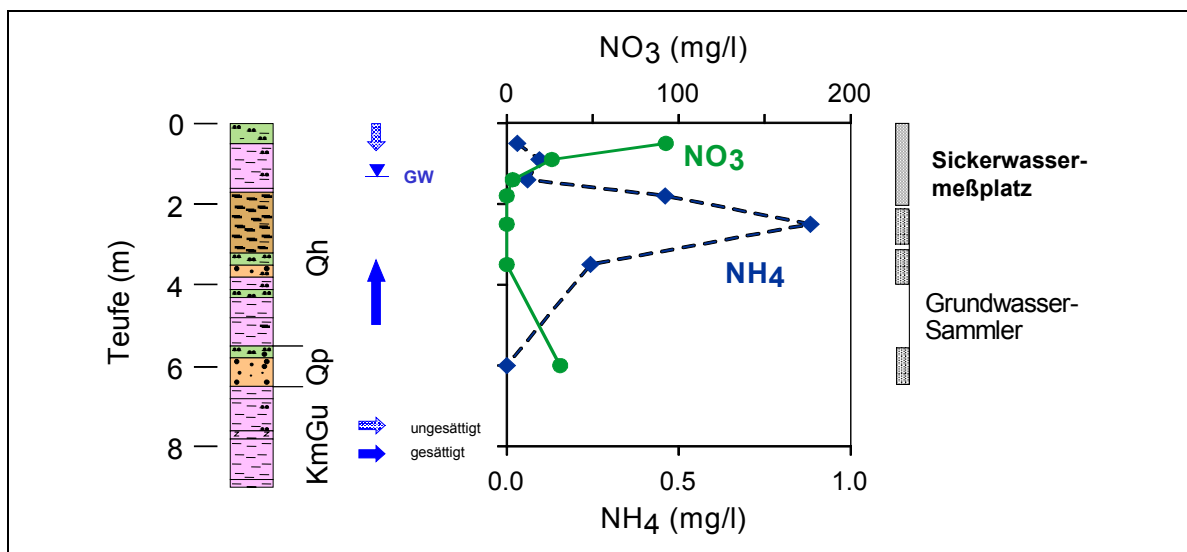 NO3 (mg/l)
0 100 200
0
2
4
6
8
Teufe (m)
Qh
Qp
KmGu
GW
ungesättigt
gesättigt
NO3
NH4
Sickerwasser-
meßplatz
Grundwasser-
Sammler
0.0 0.5 1.0
NH4 (mg/l)
z z